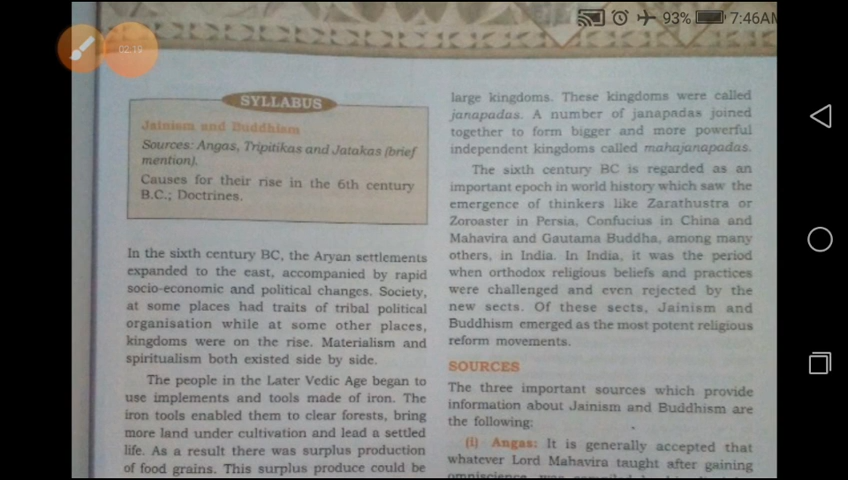 93% 7:46AM
02:19
SYLLABUS
Jainism and Buddhism
Sources: Angas, Tripitikas and Jatakas (brief
mention).
Causes for their rise in the 6th century
B.C.; Doctrines.
In the sixth century BC, the Aryan settlements
expanded to the east, accompanied by rapid
socio-economic and political changes. Society,
at some places had traits of tribal political
organisation while at some other places,
kingdoms were on the rise. Materialism and
spiritualism both existed side by side.
The people in the Later Vedic Age began to
use implements and tools made of iron. The
iron tools enabled them to clear forests, bring
more land under cultivation and lead a settled
life. As a result there was surplus production
of food grains. This surplus produce could be
large kingdoms. These kingdoms were called
janapadas. A number of janapadas joined
together to form bigger and more powerful
independent kingdoms called mahajanapadas.
The sixth century BC is regarded as an
important epoch in world history which saw the
emergence of thinkers like Zarathustra or
Zoroaster in Persia, Confucius in China and
Mahavira and Gautama Buddha, among many
others, in India. In India, it was the period
when orthodox religious beliefs and practices
were challenged and even rejected by the
new sects. Of these sects, Jainism and
Buddhism emerged as the most potent religious
reform movements.
SOURCES
The three important sources which provide
information about Jainism and Buddhism are
the following:
(i) Angas: It is generally accepted that
whatever Lord Mahavira taught after gaining
omniscience, was compiled